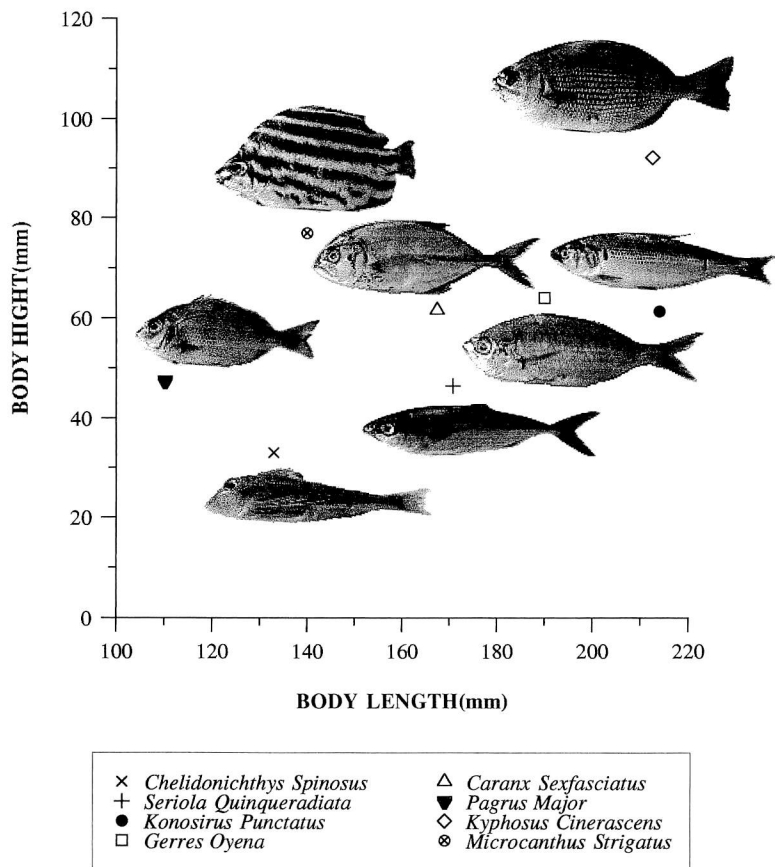 120
100
80
60
40
20
0
BODY HIGHT(mm)
100 120 140 160 180 200 220
BODY LENGTH(mm)
Chelidonichthys Spinosus
Seriola Quinqueradiata
Konosirus Punctatus
Gerres Oyena
Caranx Sexfasciatus
Pagrus Major
Kyphosus Cinerascens
Microcanthus Strigatus